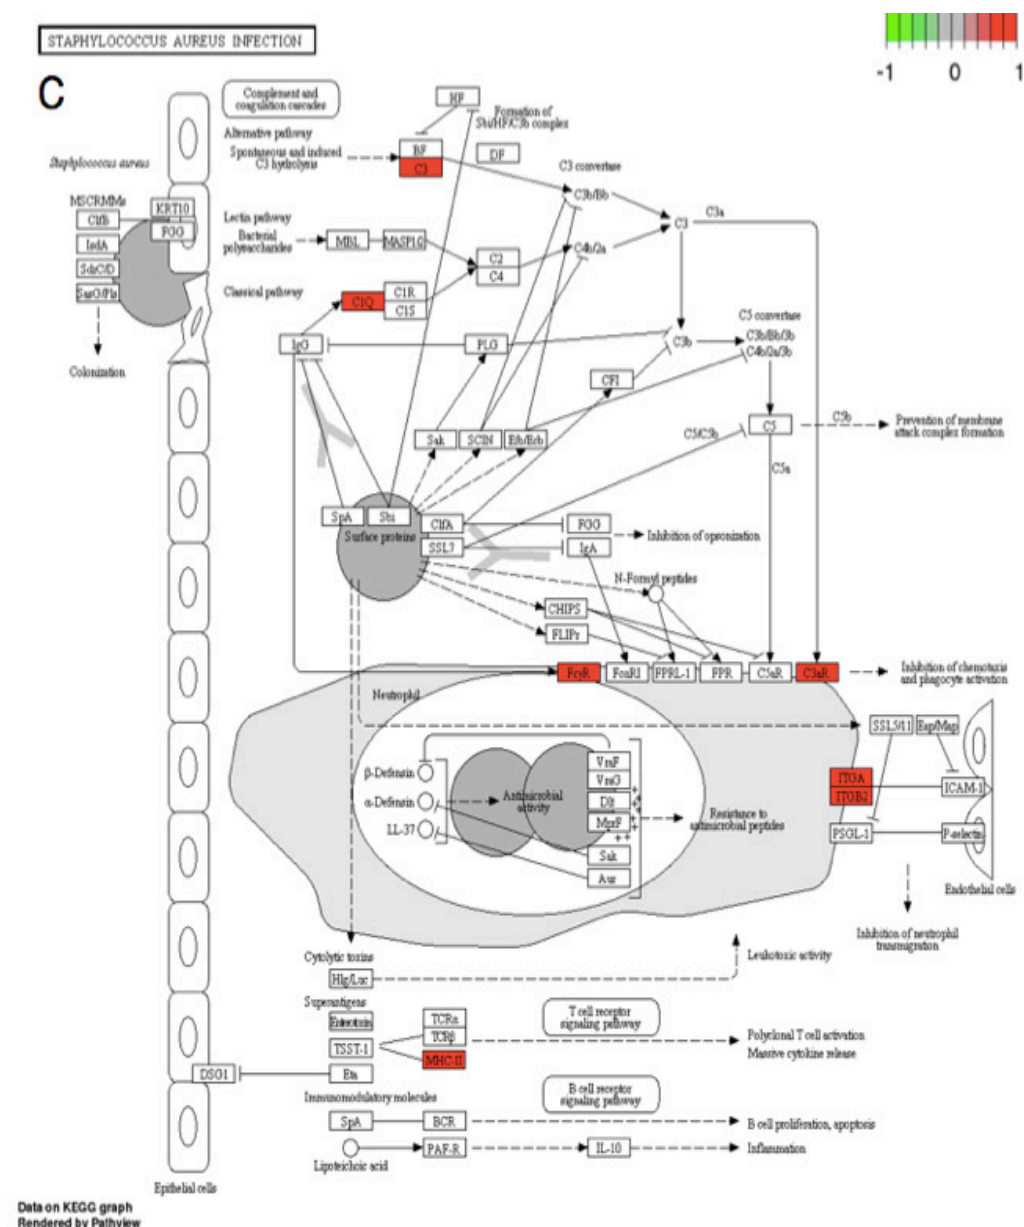 STAPHYLOCOCCUS AUREUS INFECTION
-1 0 1
C
Complement and
coagulation cascades
HF
Formation of
Sbi/HF/C3b complex
Alternative pathway
Spontaneous and induced
C3 hydrolysis
BF
C3
DF
C3 convertase
C3b/Bb
Staphylococcus aureus
MSCRMMs
ClfB
IsdA
SdrC/D
SasG/Pls
KRT10
FGG
Colonization
Lectin pathway
Bacterial
polysaccharides
MBL
MASP1/2
C2
C4
C4b/2a
C3
C3a
Classical pathway
C1Q
C1R
C1S
IgG
PLG
C3b
C5 convertase
C3b/Bb/3b
C4b/2a/3b
CFI
Sak
SCIN
Efb/Ecb
C5/C5b
C5
C5b
Prevention of membrane
attack complex formation
C5a
SpA
Sbi
Surface proteins
ClfA
SSL7
FGG
IgA
Inhibition of opsonization
N-Formyl peptides
CHIPS
FLIPr
FcγR
FcαRI
FPRL-1
FPR
C5aR
C3aR
Inhibition of chemotaxis
and phagocyte activation
Neutrophil
SSL5/11
Eap/Map
β-Defensin
α-Defensin
LL-37
Antimicrobial
activity
VraF
VraG
Dlt
MprF
Sak
Aur
Resistance to
antimicrobial peptides
ITGA
ITGB2
ICAM-1
PSGL-1
P-selectin
Endothelial cells
Inhibition of neutrophil
transmigration
Cytolytic toxins
Hlg/Luc
Leukotoxic activity
Superantigens
Enterotoxin
TSST-1
Eta
TCRα
TCRβ
MHC-II
T cell receptor
signaling pathway
Polyclonal T cell activation
Massive cytokine release
DSG1
Immunomodulatory molecules
SpA
BCR
B cell receptor
signaling pathway
B cell proliferation, apoptosis
Lipoteichoic acid
PAF-R
IL-10
Inflammation
Epithelial cells
Data on KEGG graph
Rendered by Pathview